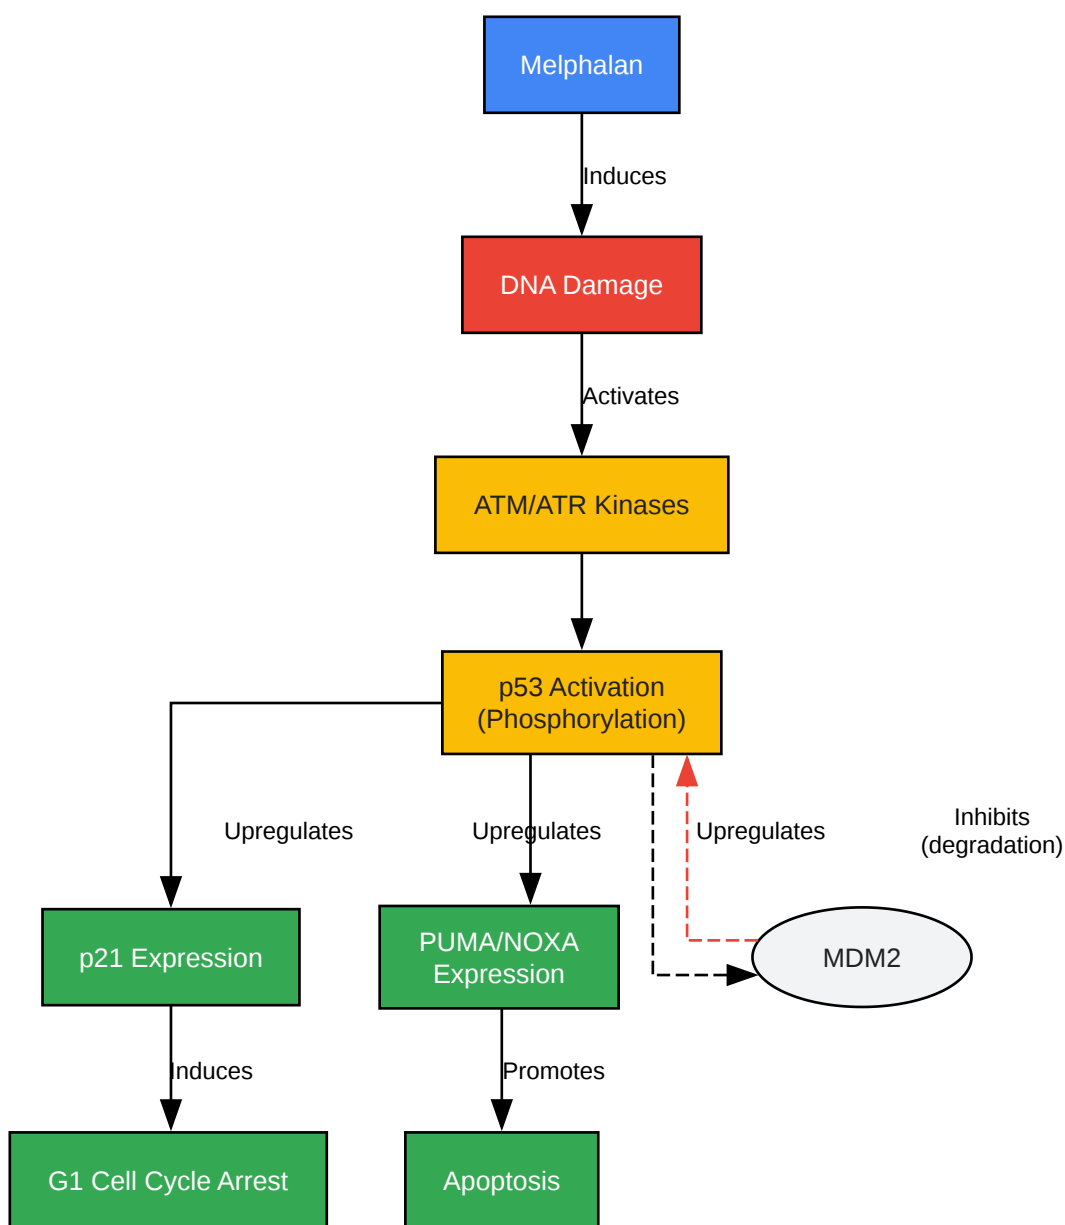 Melphalan
Induces
DNA Damage
Activates
ATM/ATR Kinases
p53 Activation
(Phosphorylation)
Upregulates
Upregulates
Upregulates
Inhibits
(degradation)
p21 Expression
PUMA/NOXA
Expression
MDM2
Induces
Promotes
G1 Cell Cycle Arrest
Apoptosis